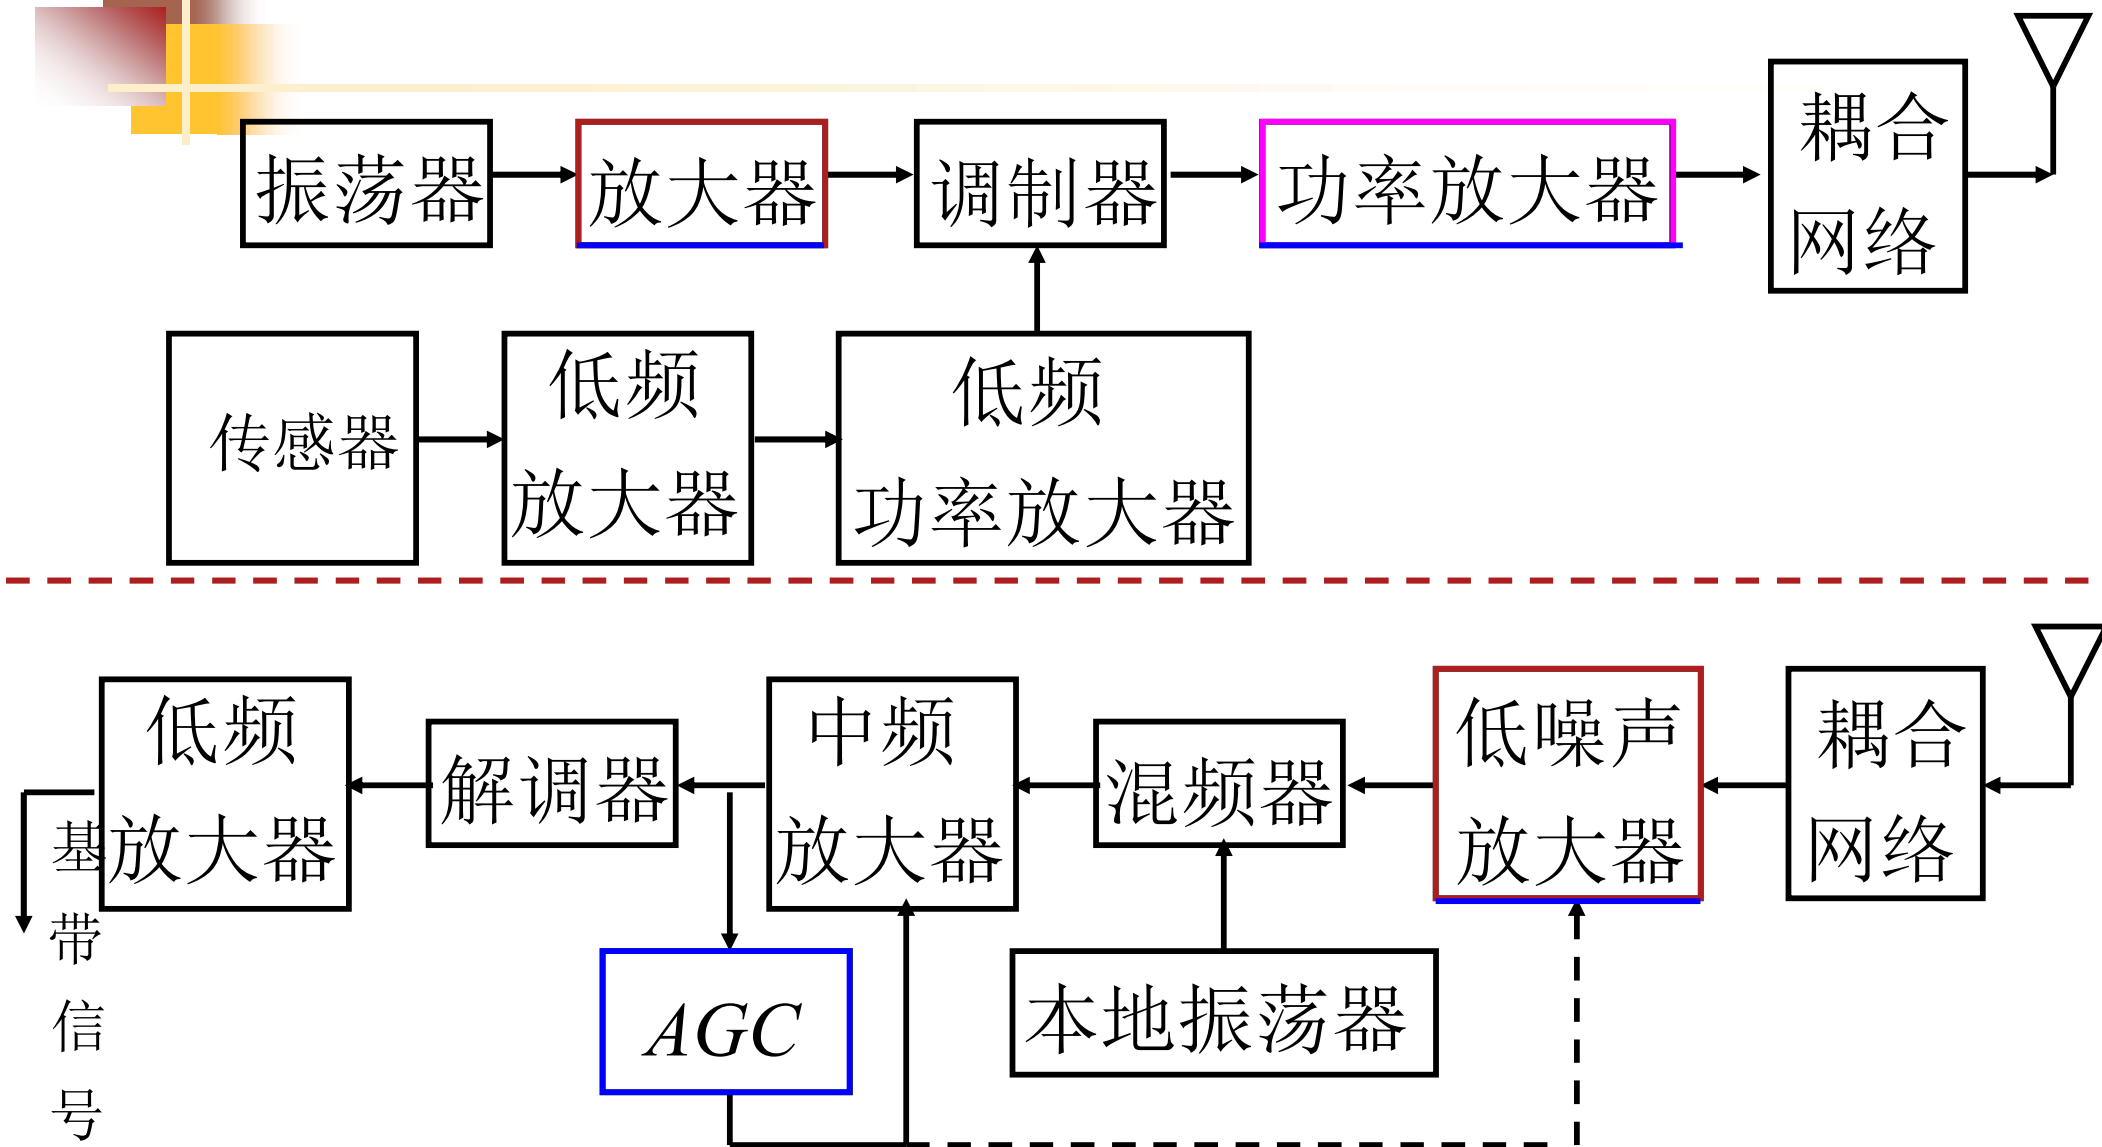 振荡器
放大器
调制器
功率放大器
耦合
网络
传感器
低频
放大器
低频
功率放大器
低频
放大器
解调器
中频
放大器
混频器
低噪声
放大器
耦合
网络
基
带
信
号
AGC
本地振荡器